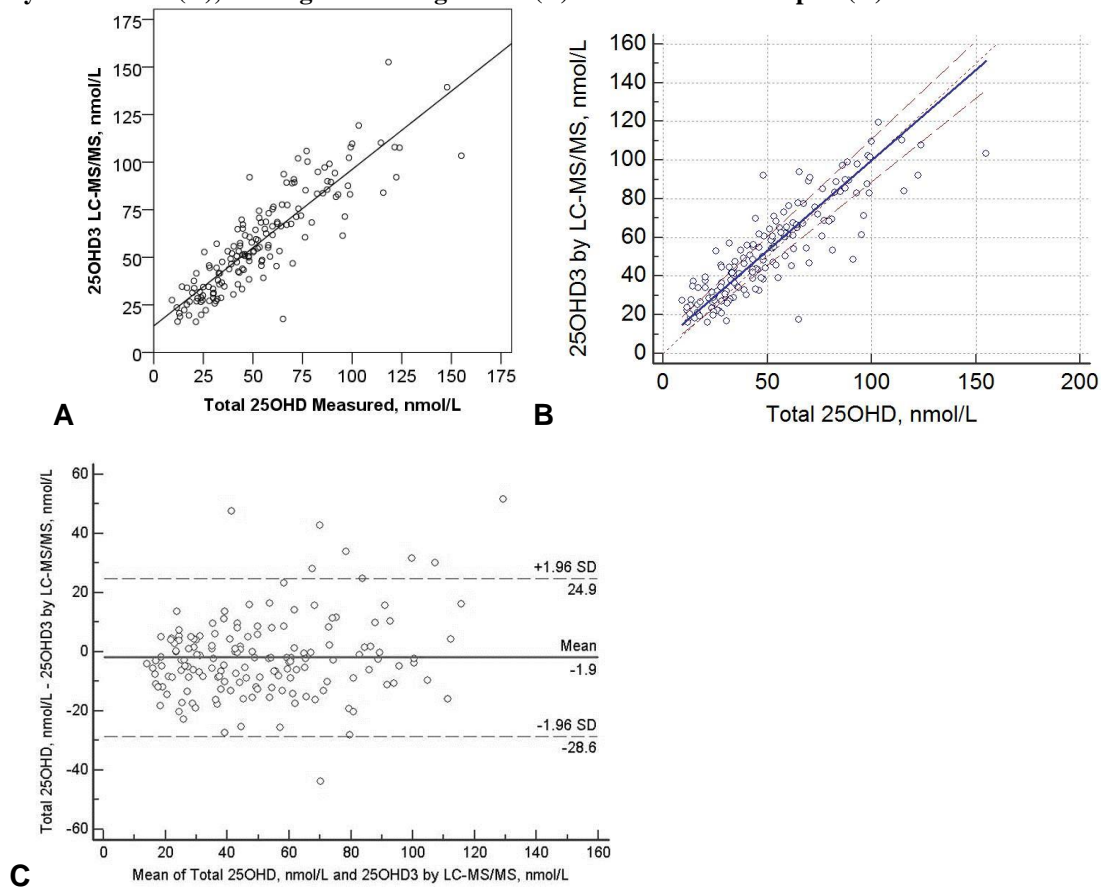 175
150
125
100
75
50
25
0
25OHD3 LC-MS/MS, nmol/L
0 25 50 75 100 125 150 175
Total 25OHD Measured, nmol/L
A
160
140
120
100
80
60
40
20
0
25OHD3 by LC-MS/MS, nmol/L
0 50 100 150 200
Total 25OHD, nmol/L
B
60
40
20
0
-20
-40
-60
Total 25OHD, nmol/L - 25OHD3 by LC-MS/MS, nmol/L
+1.96 SD
24.9
Mean
-1.9
-1.96 SD
-28.6
0 20 40 60 80 100 120 140 160
Mean of Total 25OHD, nmol/L and 25OHD3 by LC-MS/MS, nmol/L
C